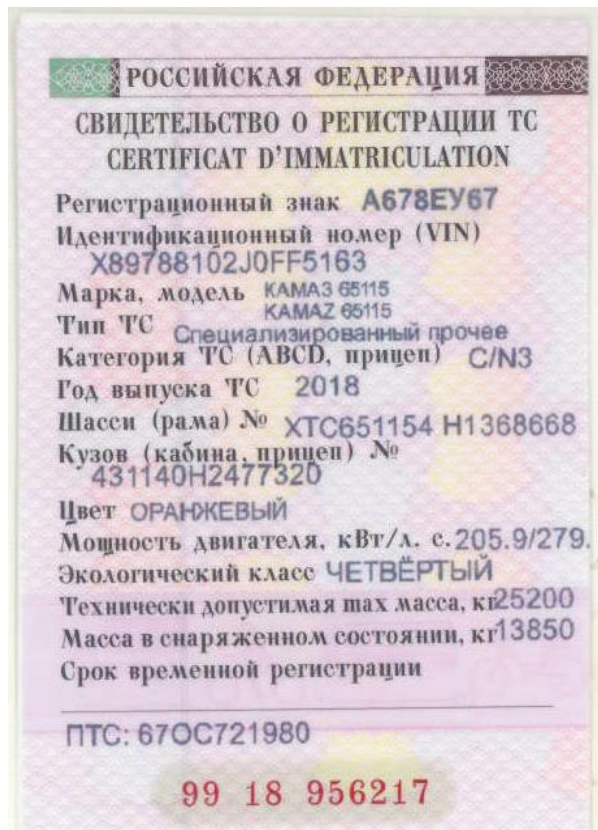 РОССИЙСКАЯ ФЕДЕРАЦИЯ
СВИДЕТЕЛЬСТВО О РЕГИСТРАЦИИ ТС
CERTIFICAT D'IMMATRICULATION
Регистрационный знак А678ЕУ67
Идентификационный номер (VIN)
X89788102J0FF5163
Марка, модель КАМАЗ 65115
KAMAZ 65115
Тип ТС Специализированный прочее
Категория ТС (ABCD, прицеп) C/N3
Год выпуска ТС 2018
Шасси (рама) № XTC651154 H1368668
Кузов (кабина, прицеп) №
431140H2477320
Цвет ОРАНЖЕВЫЙ
Мощность двигателя, кВт/л. с. 205.9/279.
Экологический класс ЧЕТВЁРТЫЙ
Технически допустимая max масса, кг 25200
Масса в снаряженном состоянии, кг 13850
Срок временной регистрации
ПТС: 67ОС721980
99 18 956217